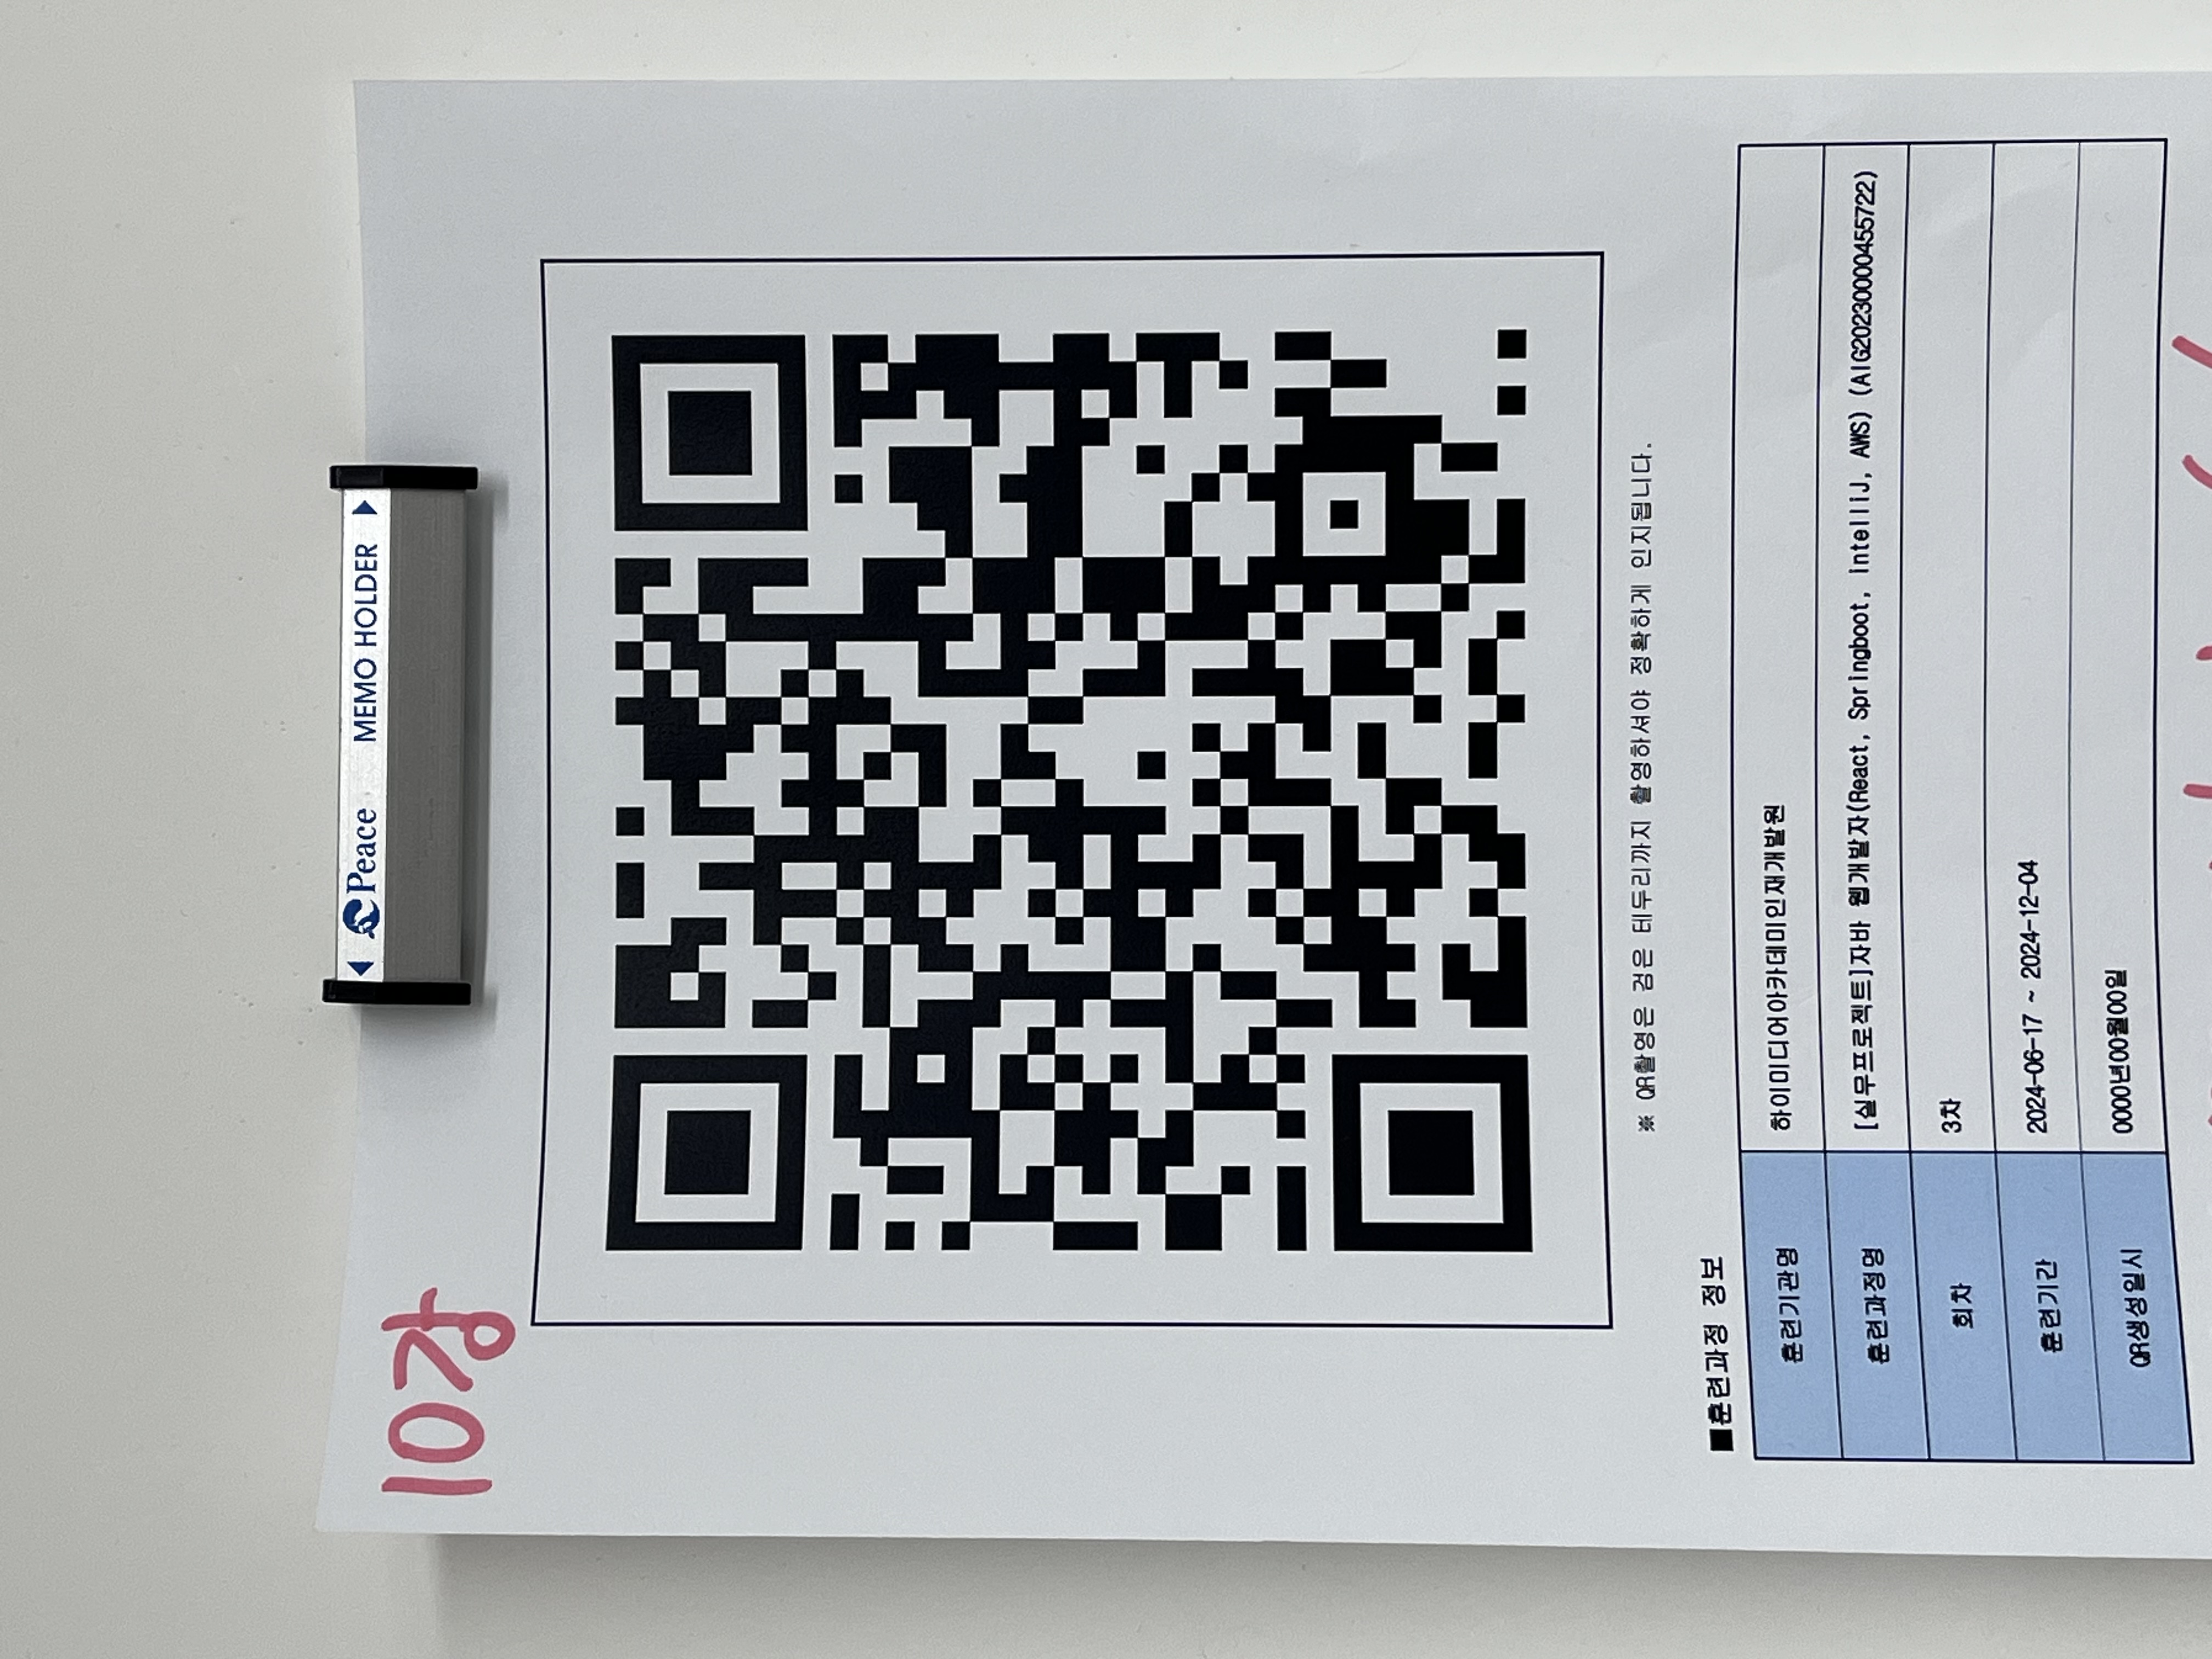 Peace MEMO HOLDER
10강
※ QR촬영은 검은 테두리까지 촬영하셔야 정확하게 인지됩니다.
■훈련과정 정보
훈련기관명 하이미디어아카데미인재개발원
훈련과정명 [실무프로젝트]자바 웹개발자(React, Springboot, intelliJ, AWS) (AIG20230000455722)
회차 3차
훈련기간 2024-06-17 ~ 2024-12-04
QR생성일시 0000년00월00일